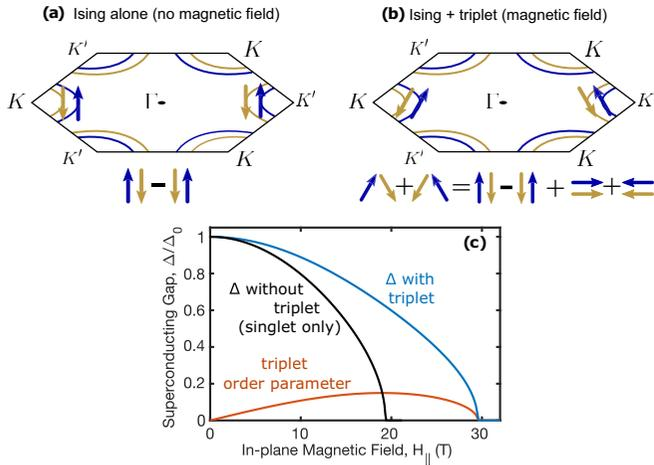 (a) Ising alone (no magnetic field)
K′ K
K Γ K′
K′ K
-
(b) Ising + triplet (magnetic field)
K′ K
K Γ K
K′ K
+ = - + +
(c)
Superconducting Gap, Δ/Δ₀
1
0.8
0.6
0.4
0.2
0
Δ with
triplet
Δ without
triplet
(singlet only)
triplet
order parameter
0 10 20 30
In-plane Magnetic Field, H|| (T)